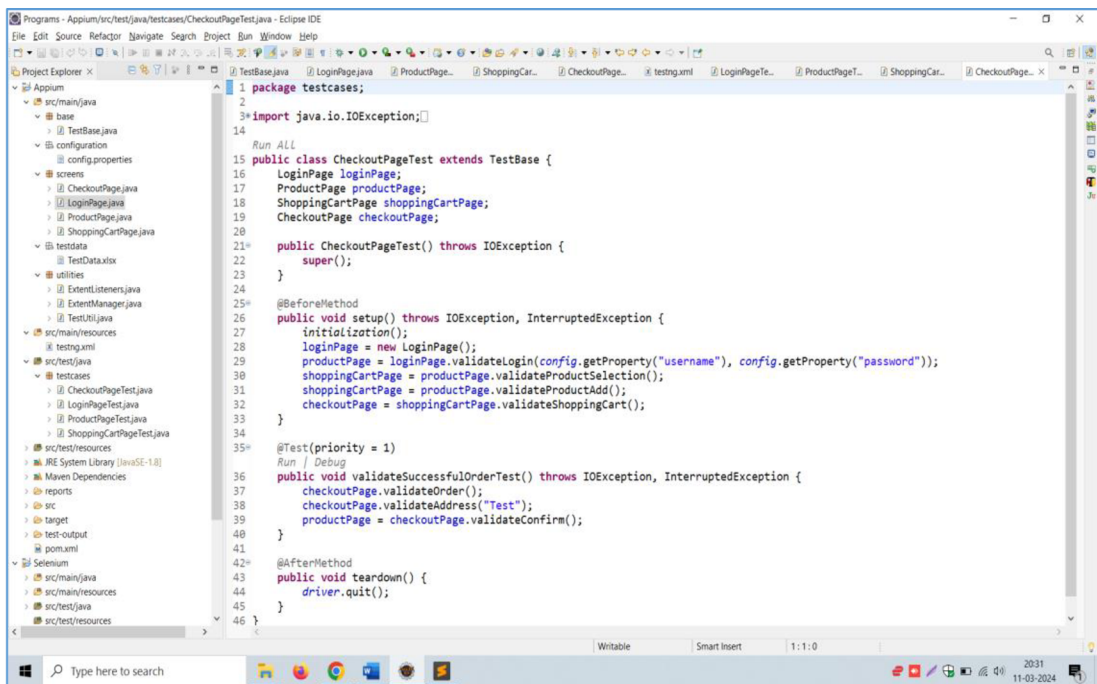 Programs - Appium/src/test/java/testcases/CheckoutPageTest.java - Eclipse IDE
File Edit Source Refactor Navigate Search Project Run Window Help
Project Explorer
TestBase.java LoginPage.java ProductPage... ShoppingCar... CheckoutPage... testng.xml LoginPageTe... ProductPageT... ShoppingCar... CheckoutPage...
Appium
src/main/java
base
TestBase.java
configuration
config.properties
screens
CheckoutPage.java
LoginPage.java
ProductPage.java
ShoppingCartPage.java
testdata
TestData.xlsx
utilities
ExtentListeners.java
ExtentManager.java
TestUtil.java
src/main/resources
testng.xml
src/test/java
testcases
CheckoutPageTest.java
LoginPageTest.java
ProductPageTest.java
ShoppingCartPageTest.java
src/test/resources
JRE System Library [JavaSE-1.8]
Maven Dependencies
reports
src
target
test-output
pom.xml
Selenium
src/main/java
src/main/resources
src/test/java
src/test/resources
1 package testcases;
2
3 import java.io.IOException;
14
Run ALL
15 public class CheckoutPageTest extends TestBase {
16 LoginPage loginPage;
17 ProductPage productPage;
18 ShoppingCartPage shoppingCartPage;
19 CheckoutPage checkoutPage;
20
21 public CheckoutPageTest() throws IOException {
22 super();
23 }
24
25 @BeforeMethod
26 public void setup() throws IOException, InterruptedException {
27 initialization();
28 loginPage = new LoginPage();
29 productPage = loginPage.validateLogin(config.getProperty("username"), config.getProperty("password"));
30 shoppingCartPage = productPage.validateProductSelection();
31 shoppingCartPage = productPage.validateProductAdd();
32 checkoutPage = shoppingCartPage.validateShoppingCart();
33 }
34
35 @Test(priority = 1)
Run | Debug
36 public void validateSuccessfulOrderTest() throws IOException, InterruptedException {
37 checkoutPage.validateOrder();
38 checkoutPage.validateAddress("Test");
39 productPage = checkoutPage.validateConfirm();
40 }
41
42 @AfterMethod
43 public void teardown() {
44 driver.quit();
45 }
46 }
Writable Smart Insert 1:1:0
Type here to search
20:31
11-03-2024